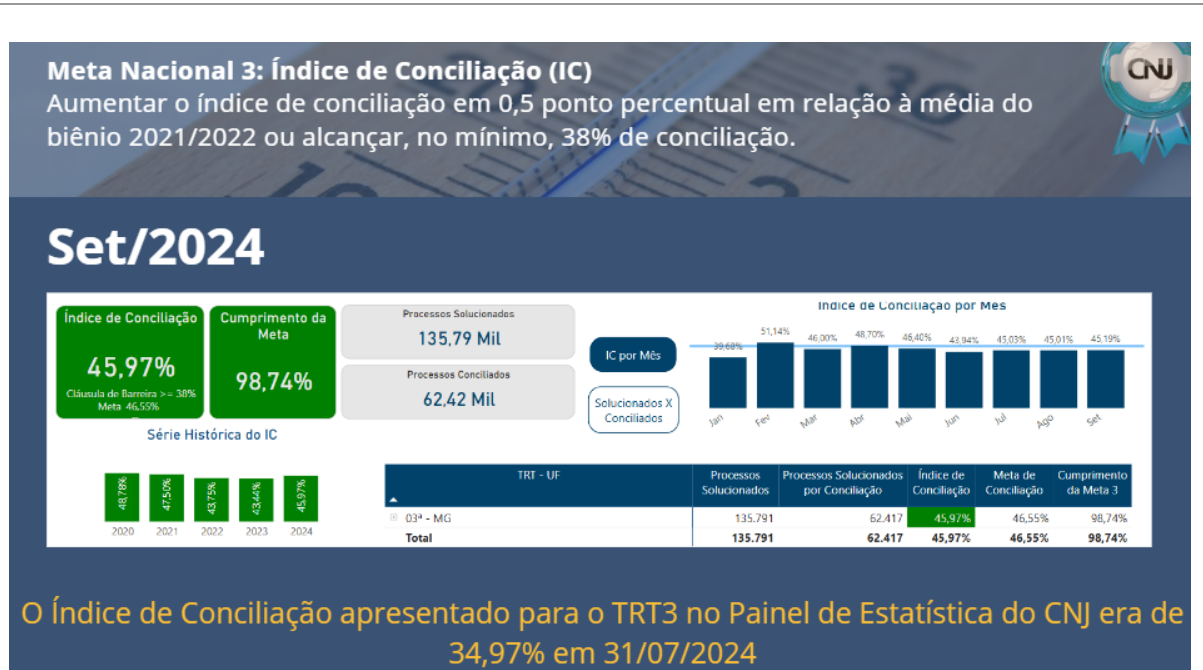 Meta Nacional 3: Índice de Conciliação (IC)
Aumentar o índice de conciliação em 0,5 ponto percentual em relação à média do
biênio 2021/2022 ou alcançar, no mínimo, 38% de conciliação.
CNJ
Set/2024
Índice de Conciliação
45,97%
Cláusula de Barreira >= 38%
Meta 46,55%
Cumprimento da
Meta
98,74%
Processos Solucionados
135,79 Mil
Processos Conciliados
62,42 Mil
IC por Mês
Solucionados X
Conciliados
Índice de Conciliação por Mês
39,68% 51,14% 46,00% 48,70% 46,40% 43,94% 45,03% 45,01% 45,19%
Jan Fev Mar Abr Mai Jun Jul Ago Set
Série Histórica do IC
48,78% 47,50% 43,75% 43,44% 45,97%
2020 2021 2022 2023 2024
TRT - UF Processos Solucionados Processos Solucionados por Conciliação Índice de Conciliação Meta de Conciliação Cumprimento da Meta 3
03ª - MG 135.791 62.417 45,97% 46,55% 98,74%
Total 135.791 62.417 45,97% 46,55% 98,74%
O Índice de Conciliação apresentado para o TRT3 no Painel de Estatística do CNJ era de
34,97% em 31/07/2024